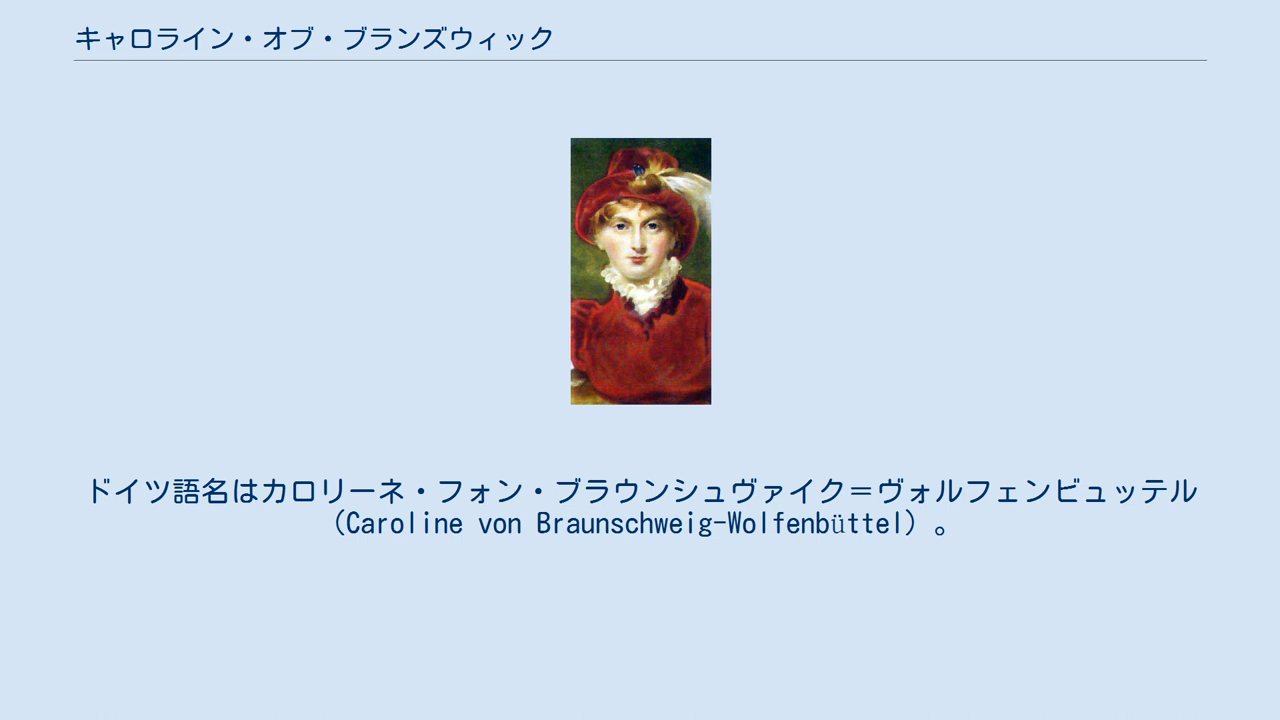 キャロライン・オブ・ブランズウィック
ドイツ語名はカロリーネ・フォン・ブラウンシュヴァイク＝ヴォルフェンビュッテル
（Caroline von Braunschweig-Wolfenbüttel）。